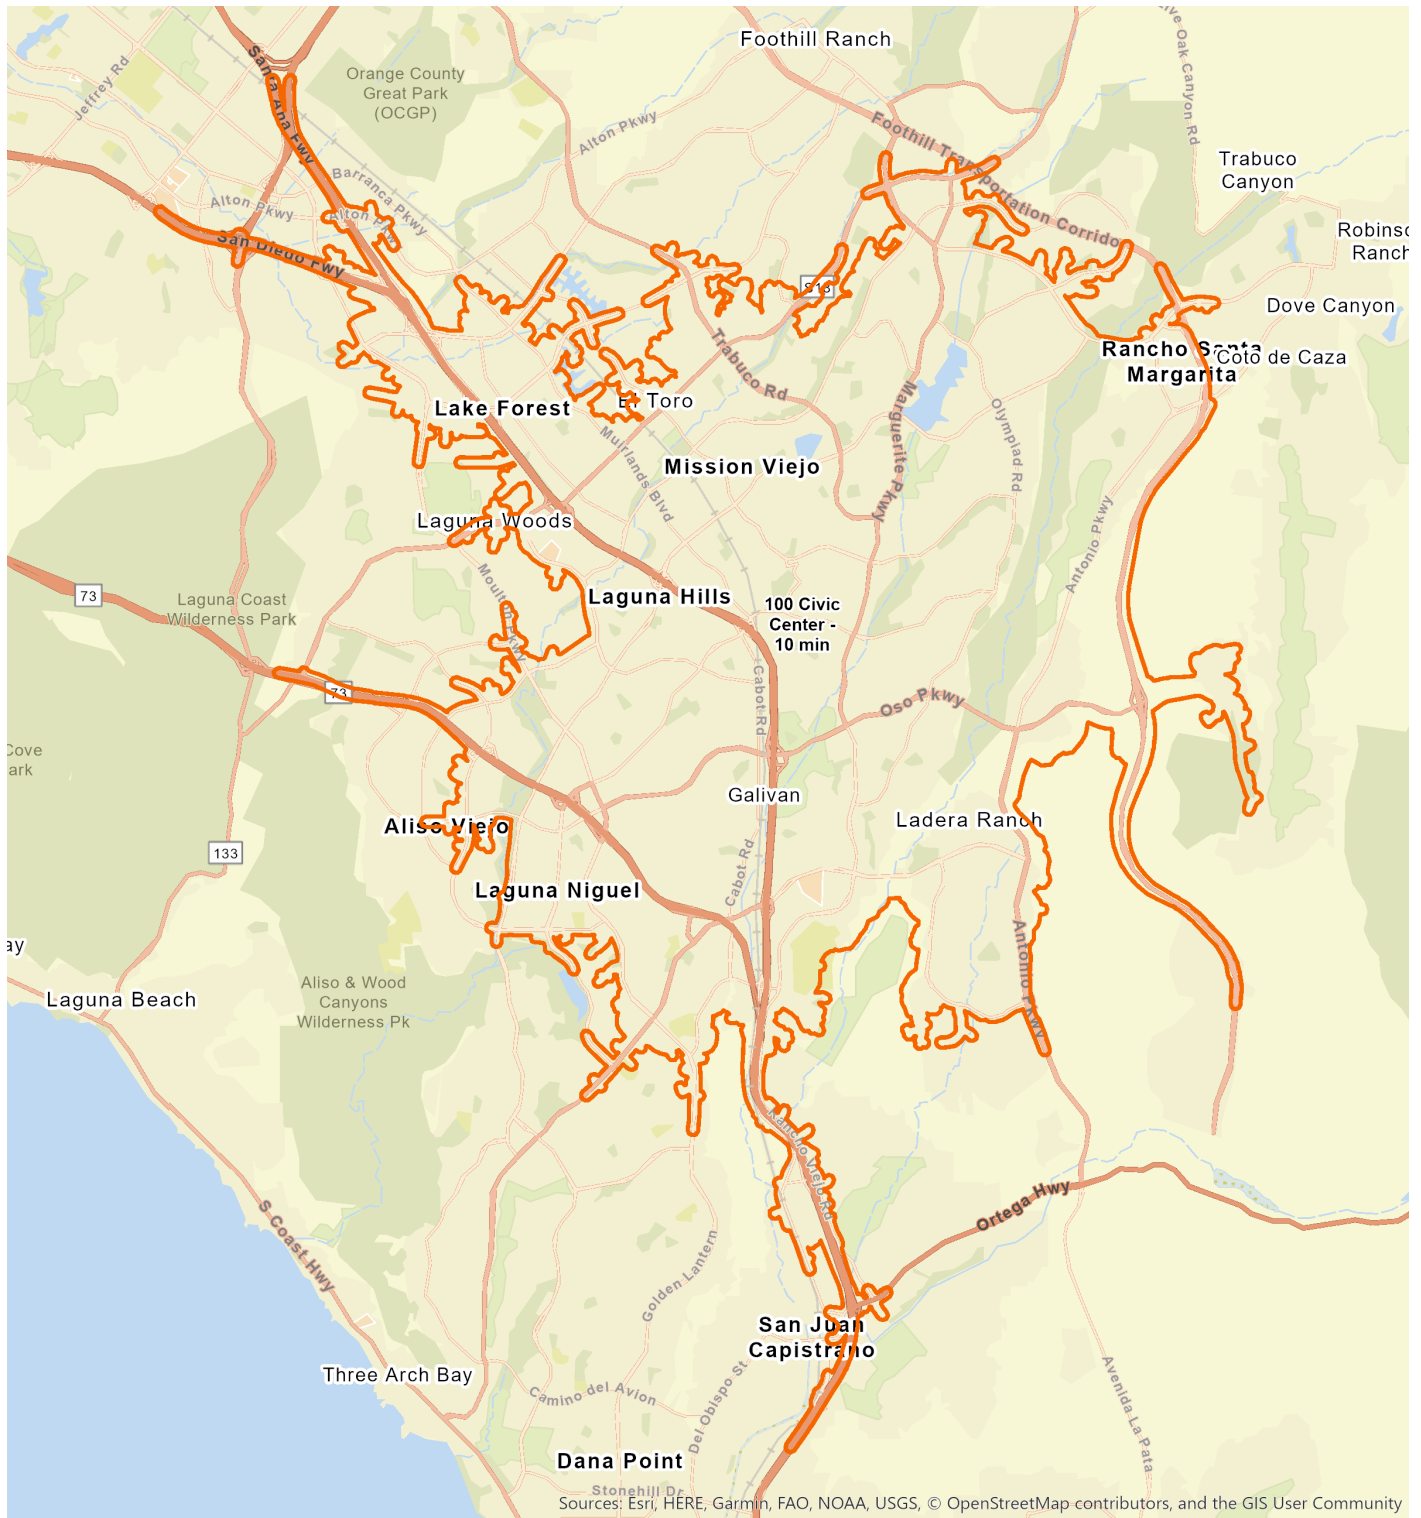 Foothill Ranch
Live Oak Canyon Rd
Santa Ana Fwy
Jeffrey Rd
Orange County
Great Park
(OCGP)
Alton Pkwy
Foothill Transportation Corrido
Trabuco
Canyon
Barranca Pkwy
Alton Pkwy
Alton Pkw
San Diego Fwy
Robinso
Ranch
S18
Dove Canyon
Trabuco Rd
Rancho Santa
Margarita
Coto de Caza
Lake Forest
El Toro
Marguerite Pkwy
Olympiad Rd
Muirlands Blvd
Mission Viejo
Laguna Woods
Antonio Pkwy
Moulton Pkwy
73
Laguna Coast
Wilderness Park
Laguna Hills
100 Civic
Center -
10 min
73
Cabot Rd
Oso Pkwy
Cove
ark
Galivan
Ladera Ranch
Aliso Viejo
133
Cabot Rd
Laguna Niguel
Antonio Pkwy
ay
Laguna Beach
Aliso & Wood
Canyons
Wilderness Pk
Rancho Viejo Rd
Ortega Hwy
S Coast Hwy
Golden Lantern
San Juan
Capistrano
Three Arch Bay
Camino del Avion
Del Obispo St
Avenida La Pata
Dana Point
Stonehill Dr
Sources: Esri, HERE, Garmin, FAO, NOAA, USGS, © OpenStreetMap contributors, and the GIS User Community